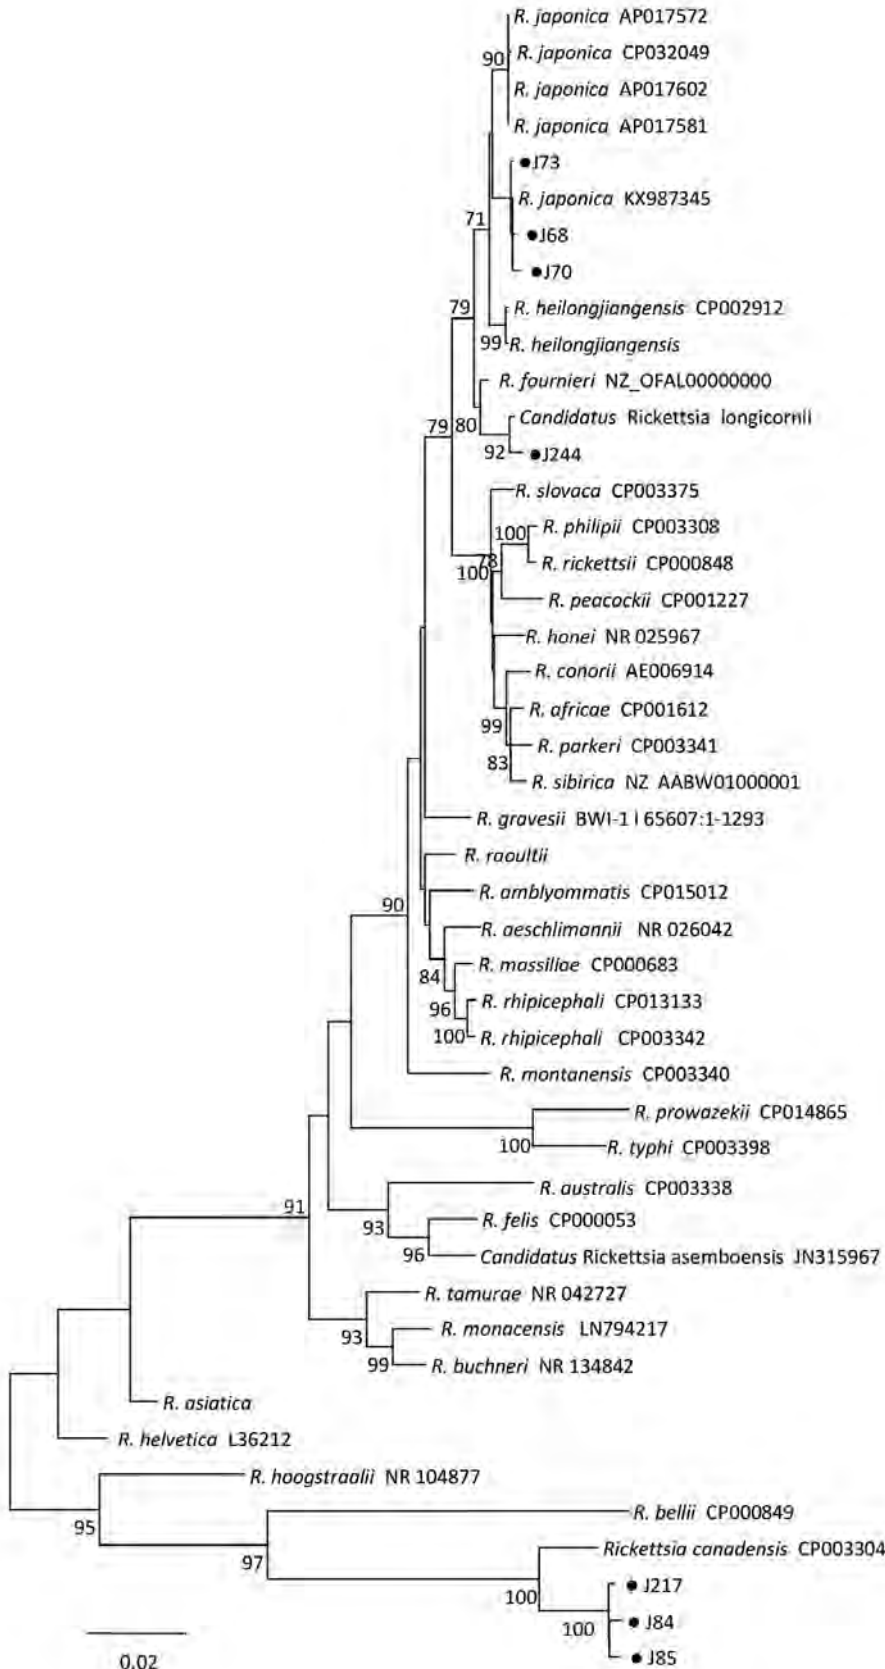 R. japonica AP017572
R. japonica CP032049
90
R. japonica AP017602
R. japonica AP017581
●J73
R. japonica KX987345
71
●J68
●J70
79
R. heilongjiangensis CP002912
99
R. heilongjiangensis
R. fournieri NZ_OFAL00000000
Candidatus Rickettsia longicornii
79
80
92
●J244
R. slovaca CP003375
100
R. philipii CP003308
78
R. rickettsii CP000848
100
R. peacockii CP001227
R. honei NR 025967
R. conorii AE006914
R. africae CP001612
99
R. parkeri CP003341
83
R. sibirica NZ AABW01000001
R. gravesii BWI-1 l 65607:1-1293
R. raoultii
R. amblyommatis CP015012
90
R. aeschlimannii NR 026042
R. massiliae CP000683
84
R. rhipicephali CP013133
96
R. rhipicephali CP003342
100
R. montanensis CP003340
R. prowazekii CP014865
100
R. typhi CP003398
R. australis CP003338
91
R. felis CP000053
93
Candidatus Rickettsia asemboensis JN315967
96
R. tamurae NR 042727
R. monacensis LN794217
93
R. buchneri NR 134842
99
R. asiatica
R. helvetica L36212
R. hoogstraalii NR 104877
R. bellii CP000849
95
Rickettsia canadensis CP003304
97
● J217
100
● J84
100
● J85
0.02